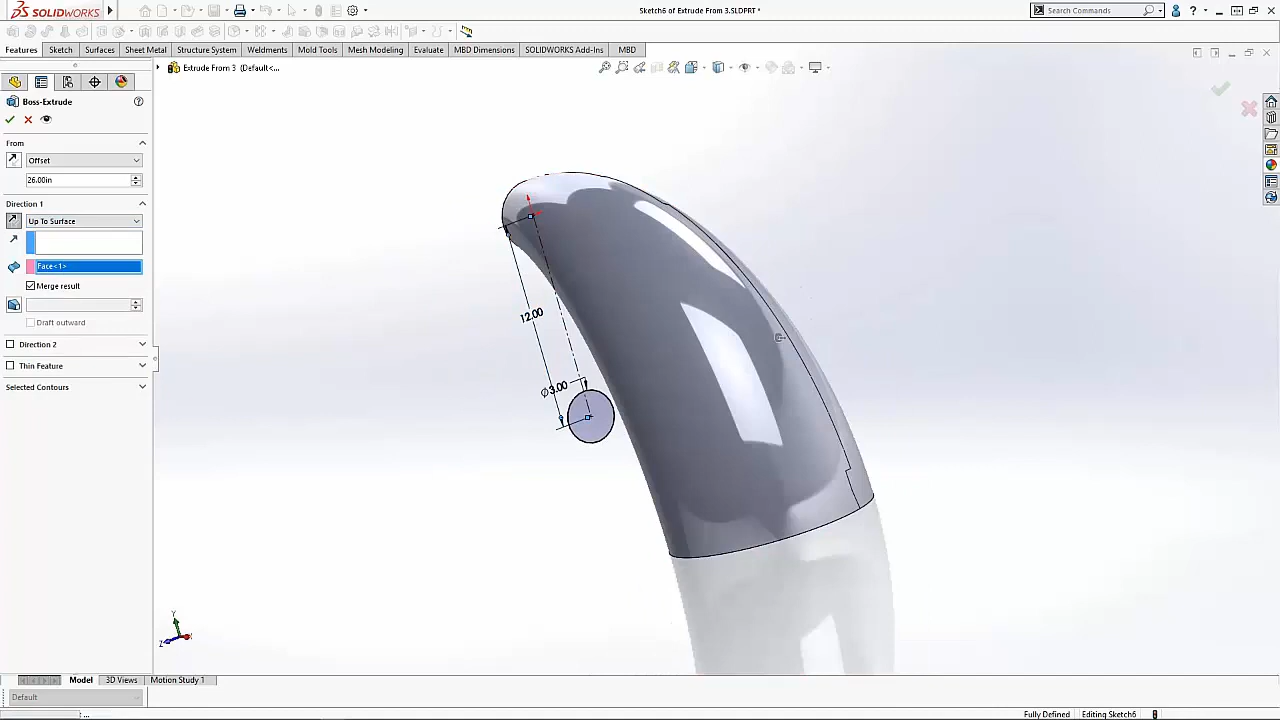 SOLIDWORKS
Sketch6 of Extrude From 3.SLDPRT *
Search Commands
Features
Sketch
Surfaces
Sheet Metal
Structure System
Weldments
Mold Tools
Mesh Modeling
Evaluate
MBD Dimensions
SOLIDWORKS Add-Ins
MBD
Extrude From 3 (Default<...
Boss-Extrude
From
Offset
26.00in
Direction 1
Up To Surface
Face<1>
Merge result
Draft outward
Direction 2
Thin Feature
Selected Contours
12.00
Ø3.00
Y
Z
Model
3D Views
Motion Study 1
Default
...
Fully Defined
Editing Sketch6